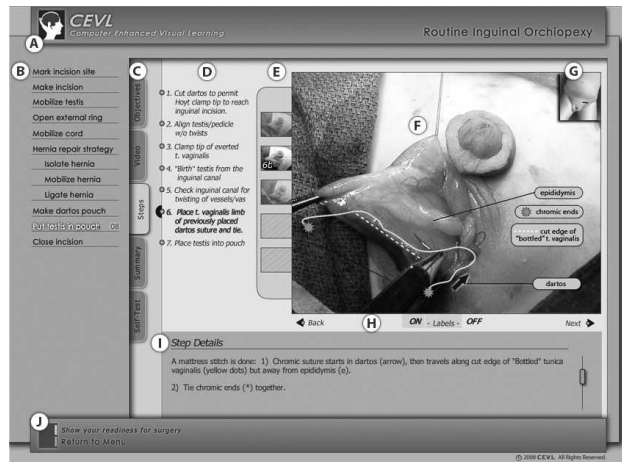 CEVL
Computer Enhanced Visual Learning
Routine Inguinal Orchiopexy
A
B
C
D
E
F
G
Mark incision site
Make incision
Mobilize testis
Open external ring
Mobilize cord
Hernia repair strategy
Isolate hernia
Mobilize hernia
Ligate hernia
Make dartos pouch
Put testis in pouch 08
Close incision
Objectives
Video
Steps
Summary
Self-Test
1. Cut dartos to permit
Hoyt clamp tip to reach
inguinal incision.
2. Align testis/pedicle
w/o twists
3. Clamp tip of everted
t. vaginalis
4. "Birth" testis from the
inguinal canal
5. Check inguinal canal for
twisting of vessels/vas
6. Place t. vaginalis limb
of previously placed
dartos suture and tie.
7. Place testis into pouch
epididymis
chromic ends
cut edge of
"bottled" t. vaginalis
dartos
Back
H
ON - Labels - OFF
Next
I
Step Details
A mattress stitch is done: 1) Chromic suture starts in dartos (arrow), then travels along cut edge of "Bottled" tunica
vaginalis (yellow dots) but away from epididymis (e).
2) Tie chromic ends (*) together.
J
Show your readiness for surgery
Return to Menu
© 2008 CEVL All Rights Reserved.